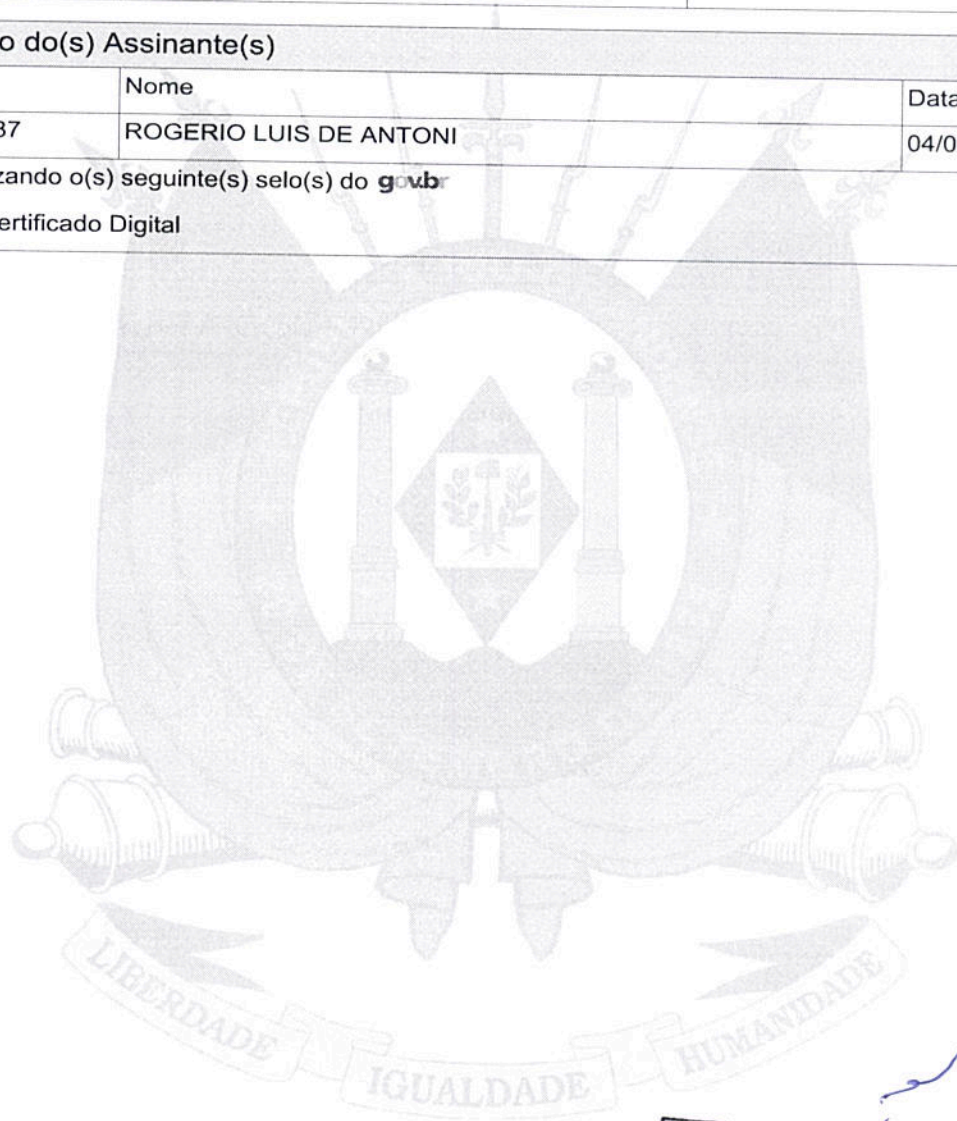 o do(s) Assinante(s)
Nome Data
37 ROGERIO LUIS DE ANTONI 04/0
zando o(s) seguinte(s) selo(s) do gov.br
ertificado Digital
LIBERDADE IGUALDADE HUMANIDADE